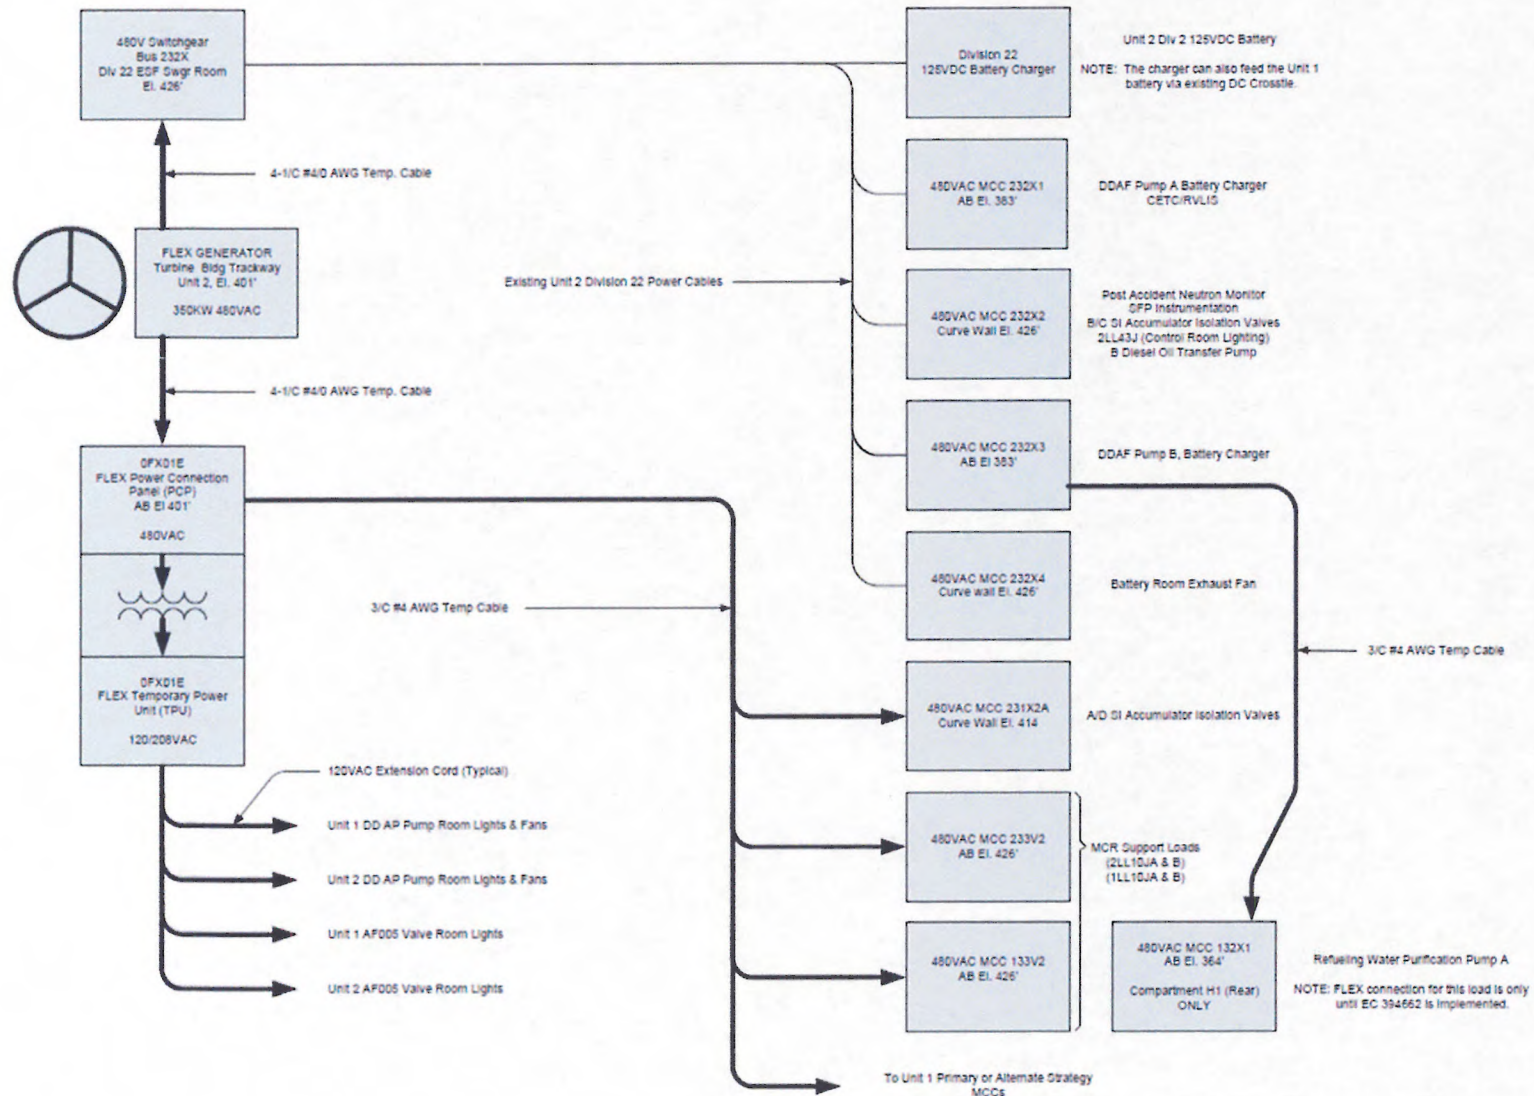 480V Switchgear
Bus 232X
Div 22 ESF Swgr Room
El. 426'
4-1/C #4/0 AWG Temp. Cable
FLEX GENERATOR
Turbine Bldg Trackway
Unit 2, El. 401'
350KW 480VAC
4-1/C #4/0 AWG Temp. Cable
0FX01E
FLEX Power Connection
Panel (PCP)
AB El 401'
480VAC
0FX01E
FLEX Temporary Power
Unit (TPU)
120/208VAC
120VAC Extension Cord (Typical)
Unit 1 DD AP Pump Room Lights & Fans
Unit 2 DD AP Pump Room Lights & Fans
Unit 1 AF005 Valve Room Lights
Unit 2 AF005 Valve Room Lights
Existing Unit 2 Division 22 Power Cables
3/C #4 AWG Temp Cable
Division 22
125VDC Battery Charger
Unit 2 Div 2 125VDC Battery
NOTE: The charger can also feed the Unit 1
battery via existing DC Crosstie.
480VAC MCC 232X1
AB El. 383'
DDAF Pump A Battery Charger
CETC/RVLIS
480VAC MCC 232X2
Curve Wall El. 426'
Post Accident Neutron Monitor
SFP Instrumentation
B/C SI Accumulator Isolation Valves
2LL43J (Control Room Lighting)
B Diesel Oil Transfer Pump
480VAC MCC 232X3
AB El 383'
DDAF Pump B, Battery Charger
480VAC MCC 232X4
Curve wall El. 426'
Battery Room Exhaust Fan
3/C #4 AWG Temp Cable
480VAC MCC 231X2A
Curve Wall El. 414
A/D SI Accumulator Isolation Valves
480VAC MCC 233V2
AB El. 426'
MCR Support Loads
(2LL10JA & B)
(1LL10JA & B)
480VAC MCC 133V2
AB El. 426'
480VAC MCC 132X1
AB El. 364'
Compartment H1 (Rear)
ONLY
Refueling Water Purification Pump A
NOTE: FLEX connection for this load is only
until EC 394662 is implemented.
To Unit 1 Primary or Alternate Strategy
MCCs